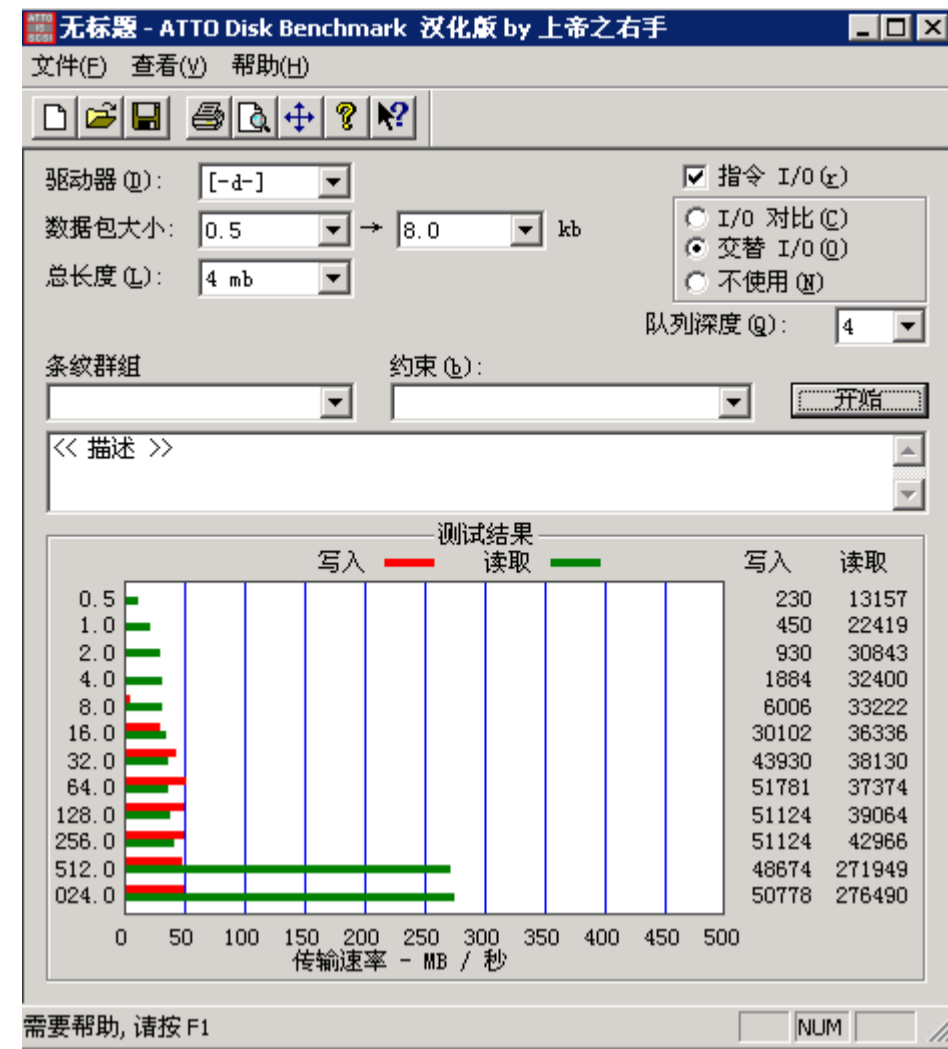 ATTO IS SCSI
无标题 - ATTO Disk Benchmark 汉化版 by 上帝之右手
文件(F) 查看(V) 帮助(H)
驱动器(D): [-d-] 指令 I/O(r)
数据包大小: 0.5 → 8.0 kb I/O 对比(C)
交替 I/O(O)
总长度(L): 4 mb 不使用(N)
队列深度(Q): 4
条纹群组 约束(b):
开始
<< 描述 >>
测试结果
写入 读取 写入 读取
0.5 230 13157
1.0 450 22419
2.0 930 30843
4.0 1884 32400
8.0 6006 33222
16.0 30102 36336
32.0 43930 38130
64.0 51781 37374
128.0 51124 39064
256.0 51124 42966
512.0 48674 271949
024.0 50778 276490
0 50 100 150 200 250 300 350 400 450 500
传输速率 - MB / 秒
需要帮助, 请按 F1 NUM